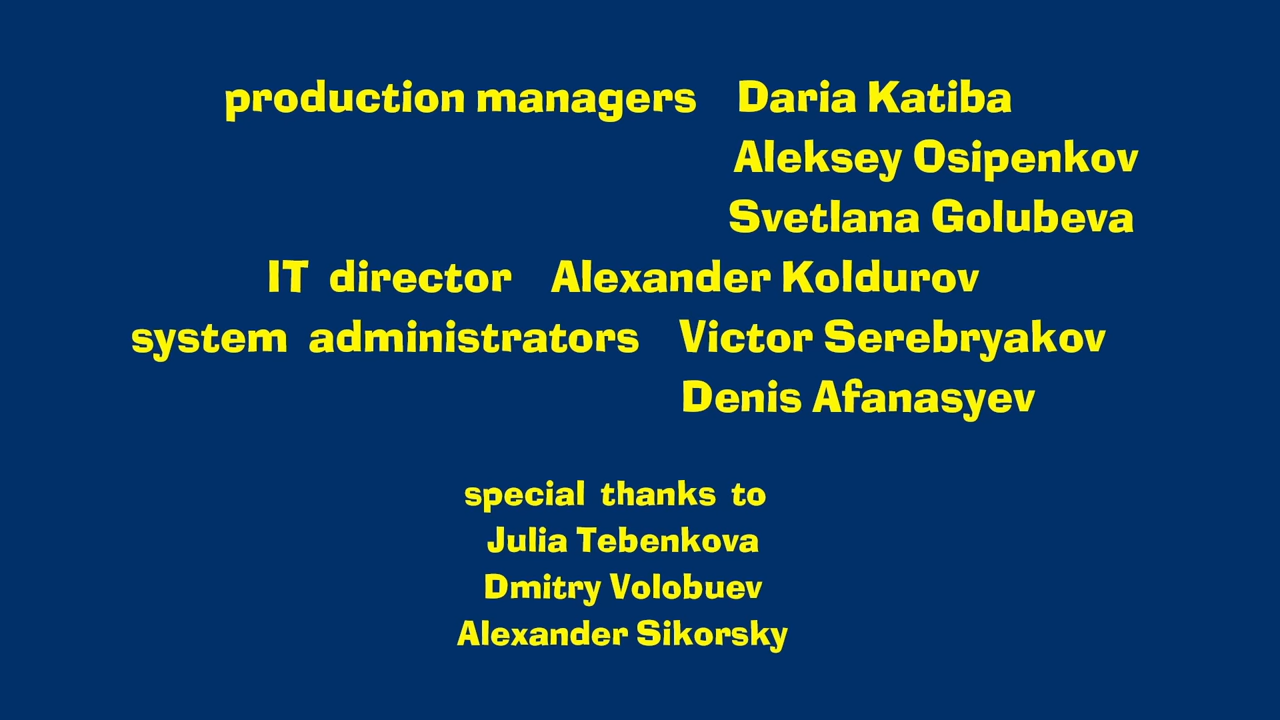 production managers Daria Katiba
Aleksey Osipenkov
Svetlana Golubeva
IT director Alexander Koldurov
system administrators Victor Serebryakov
Denis Afanasyev
special thanks to
Julia Tebenkova
Dmitry Volobuev
Alexander Sikorsky